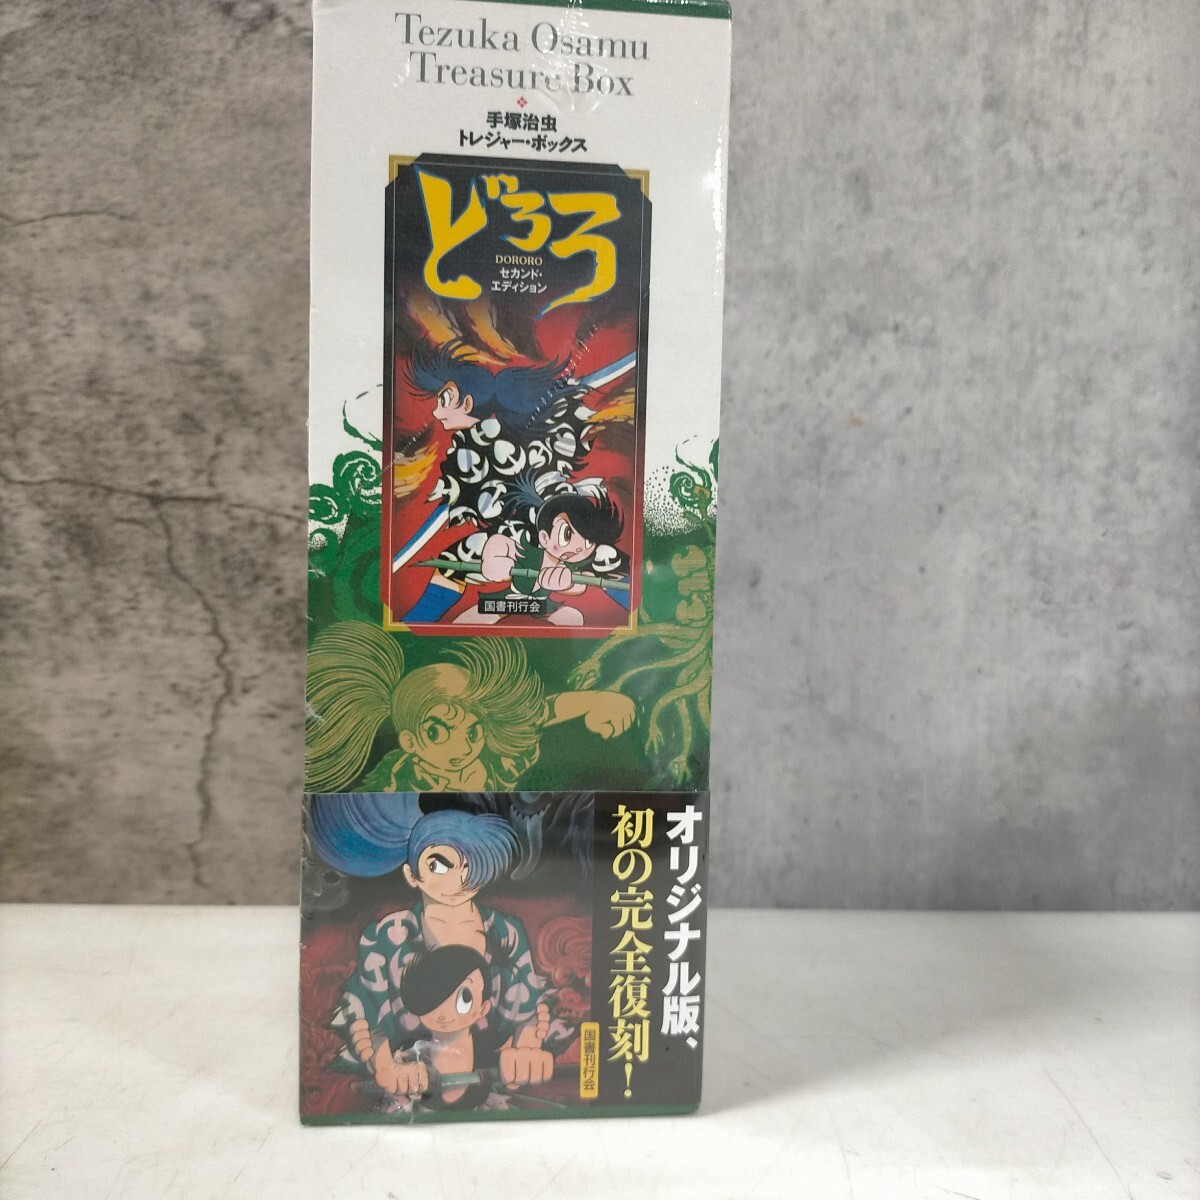 Tezuka Osamu
Treasure Box
手塚治虫
トレジャー・ボックス
どろろ
DORORO
セカンド・
エディション
国書刊行会
オリジナル版、
初の完全復刻!
国書刊行会